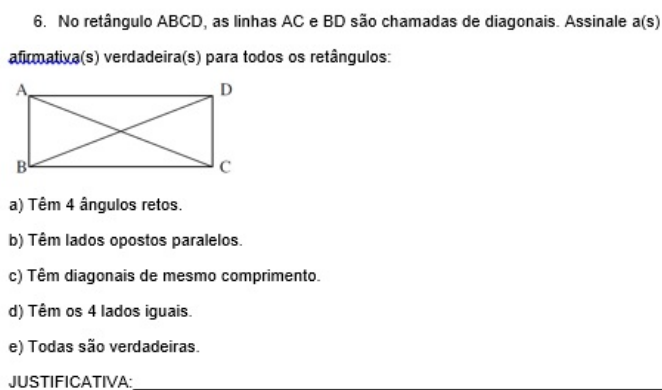 6. No retângulo ABCD, as linhas AC e BD são chamadas de diagonais. Assinale a(s)
afirmativa(s) verdadeira(s) para todos os retângulos:
A D
B C
a) Têm 4 ângulos retos.
b) Têm lados opostos paralelos.
c) Têm diagonais de mesmo comprimento.
d) Têm os 4 lados iguais.
e) Todas são verdadeiras.
JUSTIFICATIVA: